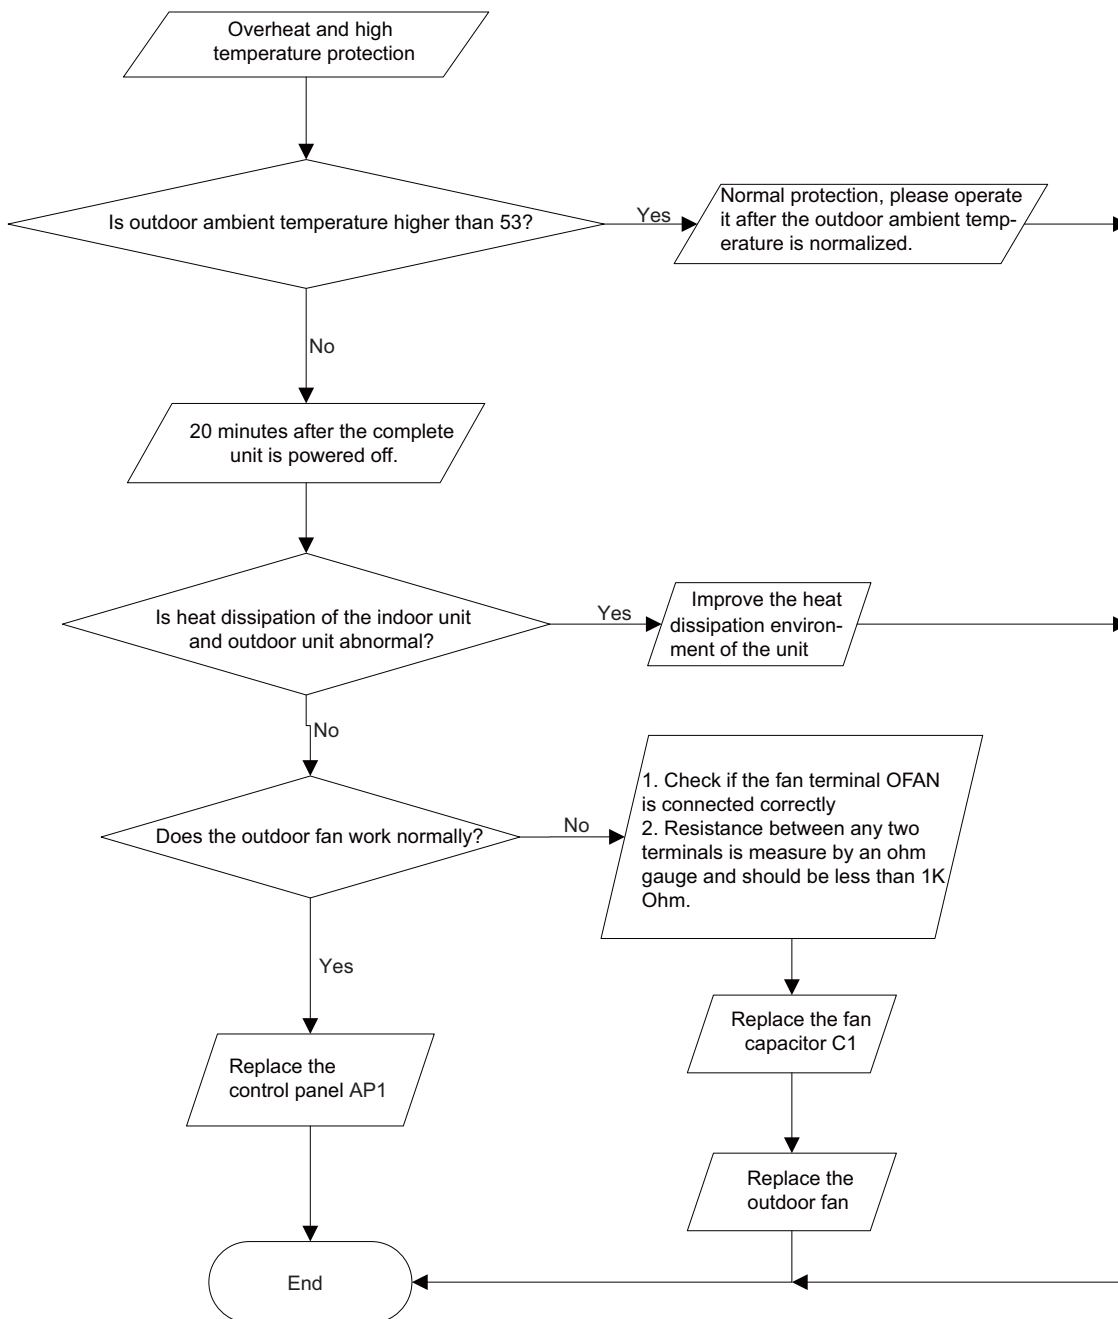 Overheat and high
temperature protection
Is outdoor ambient temperature higher than 53?
Yes
Normal protection, please operate
it after the outdoor ambient temp-
erature is normalized.
No
20 minutes after the complete
unit is powered off.
Is heat dissipation of the indoor unit
and outdoor unit abnormal?
Yes
Improve the heat
dissipation environ-
ment of the unit
No
Does the outdoor fan work normally?
No
1. Check if the fan terminal OFAN
is connected correctly
2. Resistance between any two
terminals is measure by an ohm
gauge and should be less than 1K
Ohm.
Yes
Replace the fan
capacitor C1
Replace the
control panel AP1
Replace the
outdoor fan
End